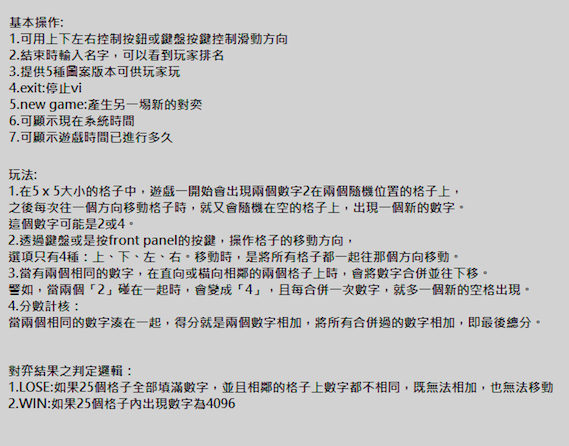 基本操作:
1.可用上下左右控制按鈕或鍵盤按鍵控制滑動方向
2.結束時輸入名字，可以看到玩家排名
3.提供5種圖案版本可供玩家玩
4.exit:停止vi
5.new game:產生另一場新的對奕
6.可顯示現在系統時間
7.可顯示遊戲時間已進行多久
玩法:
1.在5 x 5大小的格子中，遊戲一開始會出現兩個數字2在兩個隨機位置的格子上，
之後每次往一個方向移動格子時，就又會隨機在空的格子上，出現一個新的數字。
這個數字可能是2或4。
2.透過鍵盤或是按front panel的按鍵，操作格子的移動方向，
選項只有4種：上、下、左、右。移動時，是將所有格子都一起往那個方向移動。
3.當有兩個相同的數字，在直向或橫向相鄰的兩個格子上時，會將數字合併並往下移。
譬如，當兩個「2」碰在一起時，會變成「4」，且每合併一次數字，就多一個新的空格出現。
4.分數計核：
當兩個相同的數字湊在一起，得分就是兩個數字相加，將所有合併過的數字相加，即最後總分。
對弈結果之判定邏輯：
1.LOSE:如果25個格子全部填滿數字，並且相鄰的格子上數字都不相同，既無法相加，也無法移動
2.WIN:如果25個格子內出現數字為4096